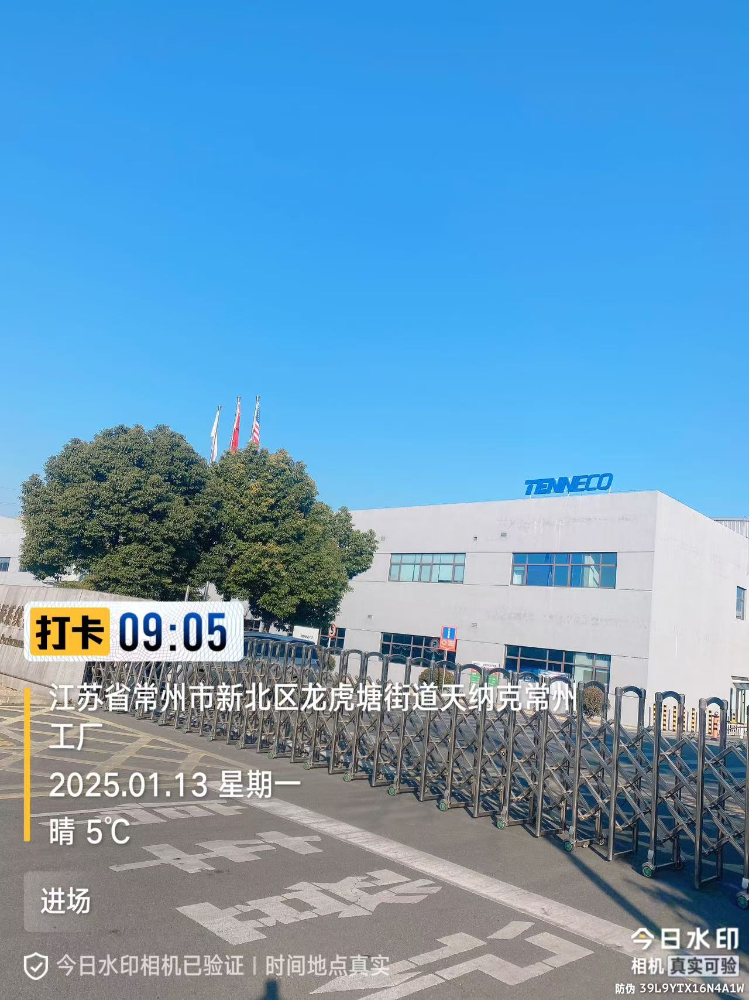 TENNECO
TENNECO
5
打卡 09:05
江苏省常州市新北区龙虎塘街道天纳克常州
工厂
2025.01.13 星期一
晴 5℃
进场
今日水印相机已验证 | 时间地点真实
今日水印
相机 真实可验
防伪 39L9YTX16N4A1W